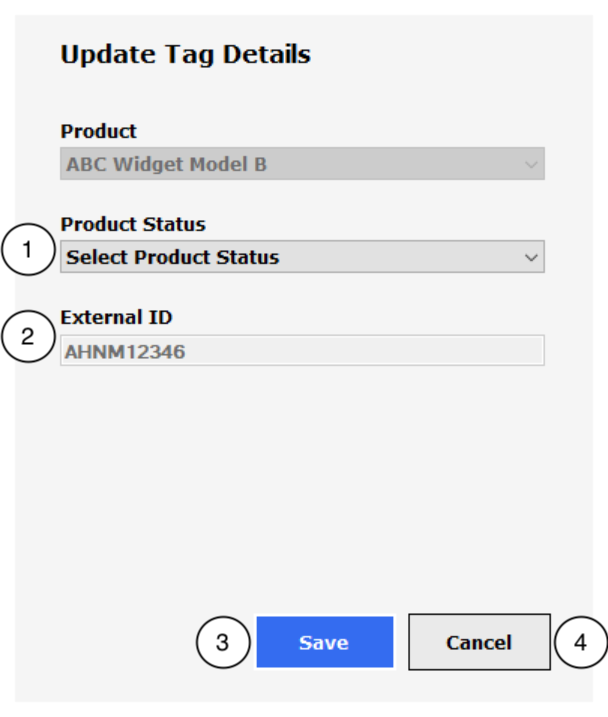 Update Tag Details
Product
ABC Widget Model B
Product Status
1
Select Product Status
External ID
2
AHNM12346
3 Save Cancel 4